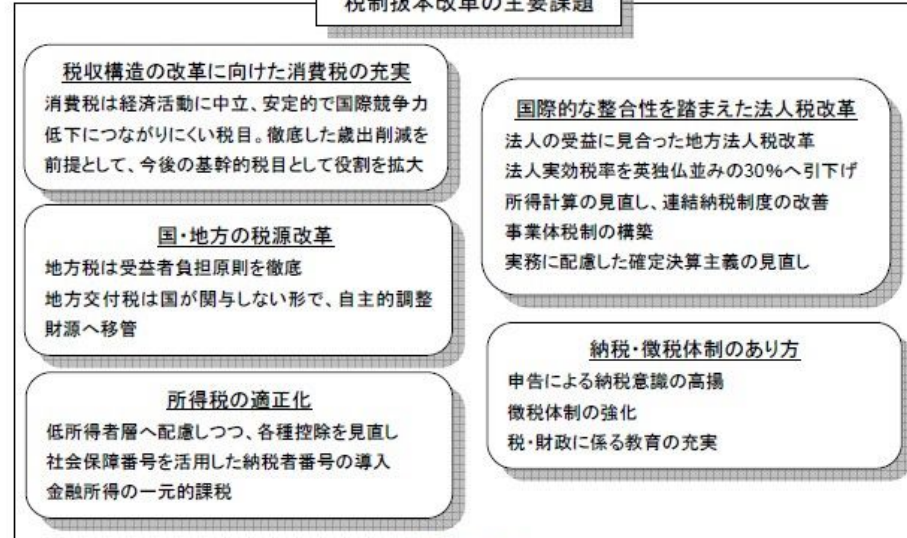 税制抜本改革の主要課題
税収構造の改革に向けた消費税の充実
消費税は経済活動に中立、安定的で国際競争力
低下につながりにくい税目。徹底した歳出削減を
前提として、今後の基幹的税目として役割を拡大
国・地方の税源改革
地方税は受益者負担原則を徹底
地方交付税は国が関与しない形で、自主的調整
財源へ移管
所得税の適正化
低所得者層へ配慮しつつ、各種控除を見直し
社会保障番号を活用した納税者番号の導入
金融所得の一元的課税
国際的な整合性を踏まえた法人税改革
法人の受益に見合った地方法人税改革
法人実効税率を英独仏並みの30%へ引下げ
所得計算の見直し、連結納税制度の改善
事業体税制の構築
実務に配慮した確定決算主義の見直し
納税・徴税体制のあり方
申告による納税意識の高揚
徴税体制の強化
税・財政に係る教育の充実